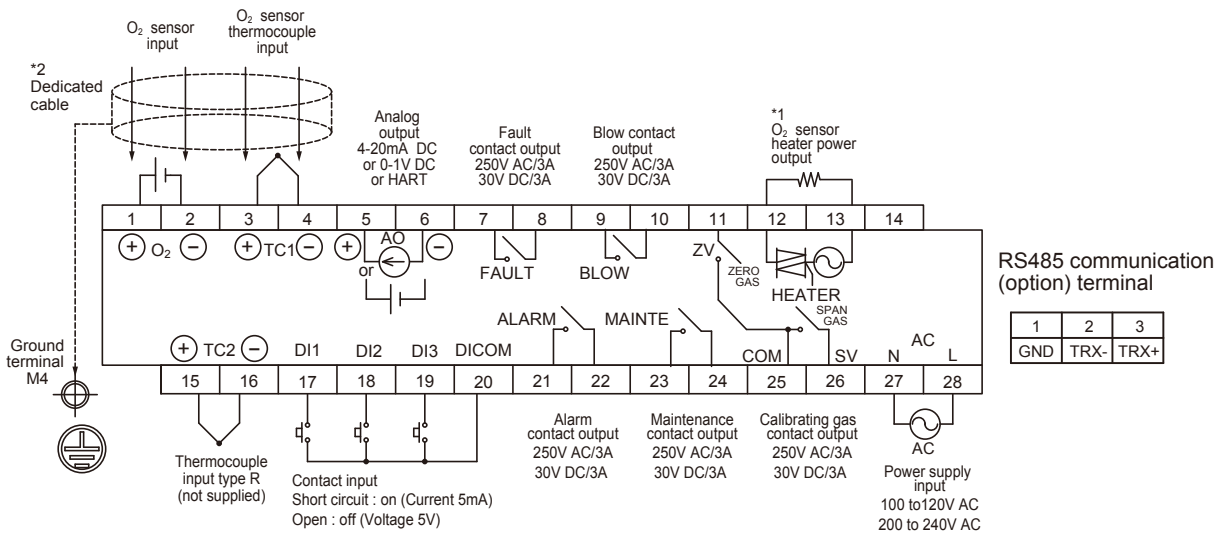 O₂ sensor
input
O₂ sensor
thermocouple
input
*2
Dedicated
cable
Analog
output
4-20mA DC
or 0-1V DC
or HART
Fault
contact output
250V AC/3A
30V DC/3A
Blow contact
output
250V AC/3A
30V DC/3A
*1
O₂ sensor
heater power
output
1 2 3 4 5 6 7 8 9 10 11 12 13 14
+ O₂ − + TC1 − + AO −
or
FAULT
BLOW
ZV
ZERO
GAS
HEATER
SPAN
GAS
ALARM
MAINTE
+ TC2 − DI1 DI2 DI3 DICOM
COM SV N AC L
15 16 17 18 19 20 21 22 23 24 25 26 27 28
Ground
terminal
M4
Thermocouple
input type R
(not supplied)
Contact input
Short circuit : on (Current 5mA)
Open : off (Voltage 5V)
Alarm
contact output
250V AC/3A
30V DC/3A
Maintenance
contact output
250V AC/3A
30V DC/3A
Calibrating gas
contact output
250V AC/3A
30V DC/3A
AC
Power supply
input
100 to120V AC
200 to 240V AC
RS485 communication
(option) terminal
1 2 3
GND TRX- TRX+